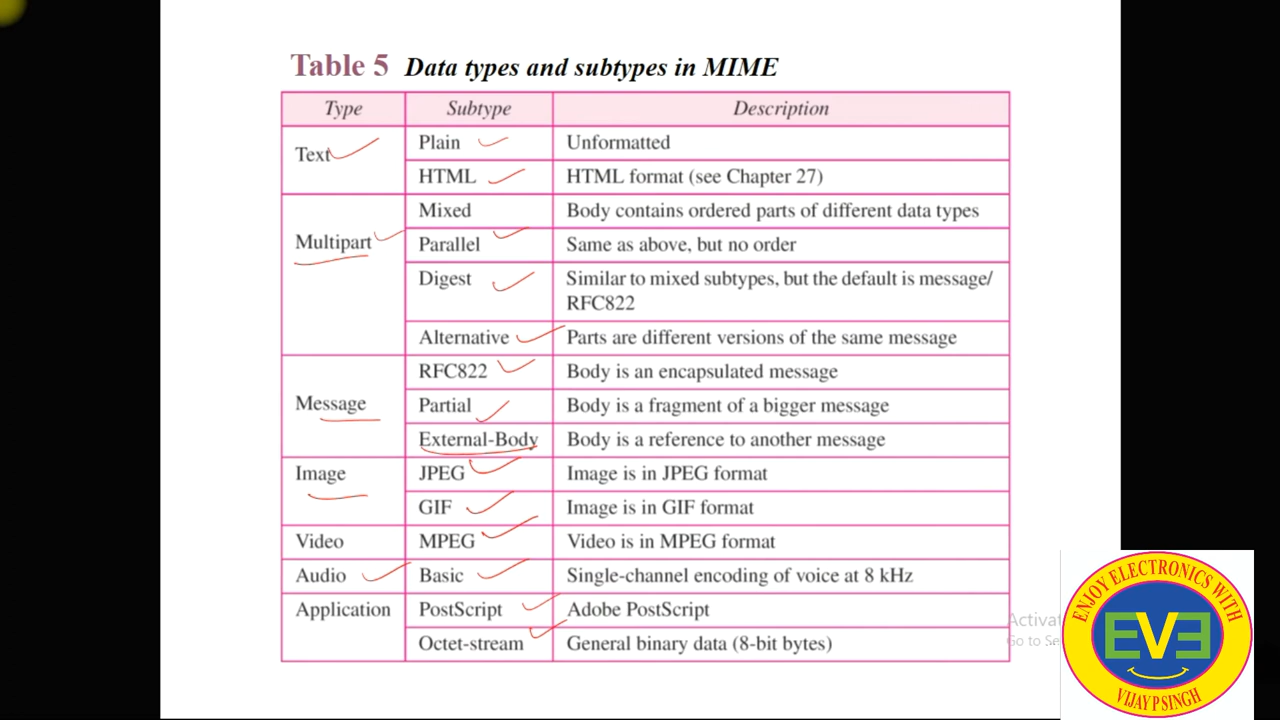 Table 5 Data types and subtypes in MIME
Type Subtype Description
Text Plain Unformatted
HTML HTML format (see Chapter 27)
Multipart Mixed Body contains ordered parts of different data types
Parallel Same as above, but no order
Digest Similar to mixed subtypes, but the default is message/
RFC822
Alternative Parts are different versions of the same message
Message RFC822 Body is an encapsulated message
Partial Body is a fragment of a bigger message
External-Body Body is a reference to another message
Image JPEG Image is in JPEG format
GIF Image is in GIF format
Video MPEG Video is in MPEG format
Audio Basic Single-channel encoding of voice at 8 kHz
Application PostScript Adobe PostScript
Octet-stream General binary data (8-bit bytes)
Activat
Go to Se
ENJOY ELECTRONICS WITH
EVE
VIJAY P SINGH